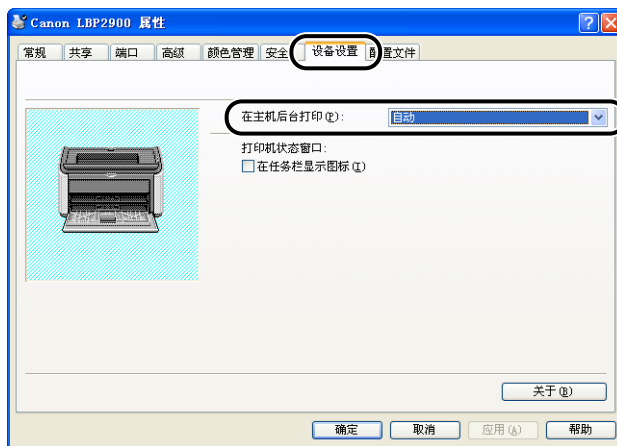 Canon LBP2900 属性
常规 共享 端口 高级 颜色管理 安全 设备设置 配置文件
在主机后台打印(P): 自动
打印机状态窗口:
在任务栏显示图标(I)
关于(B)
确定 取消 应用(A) 帮助